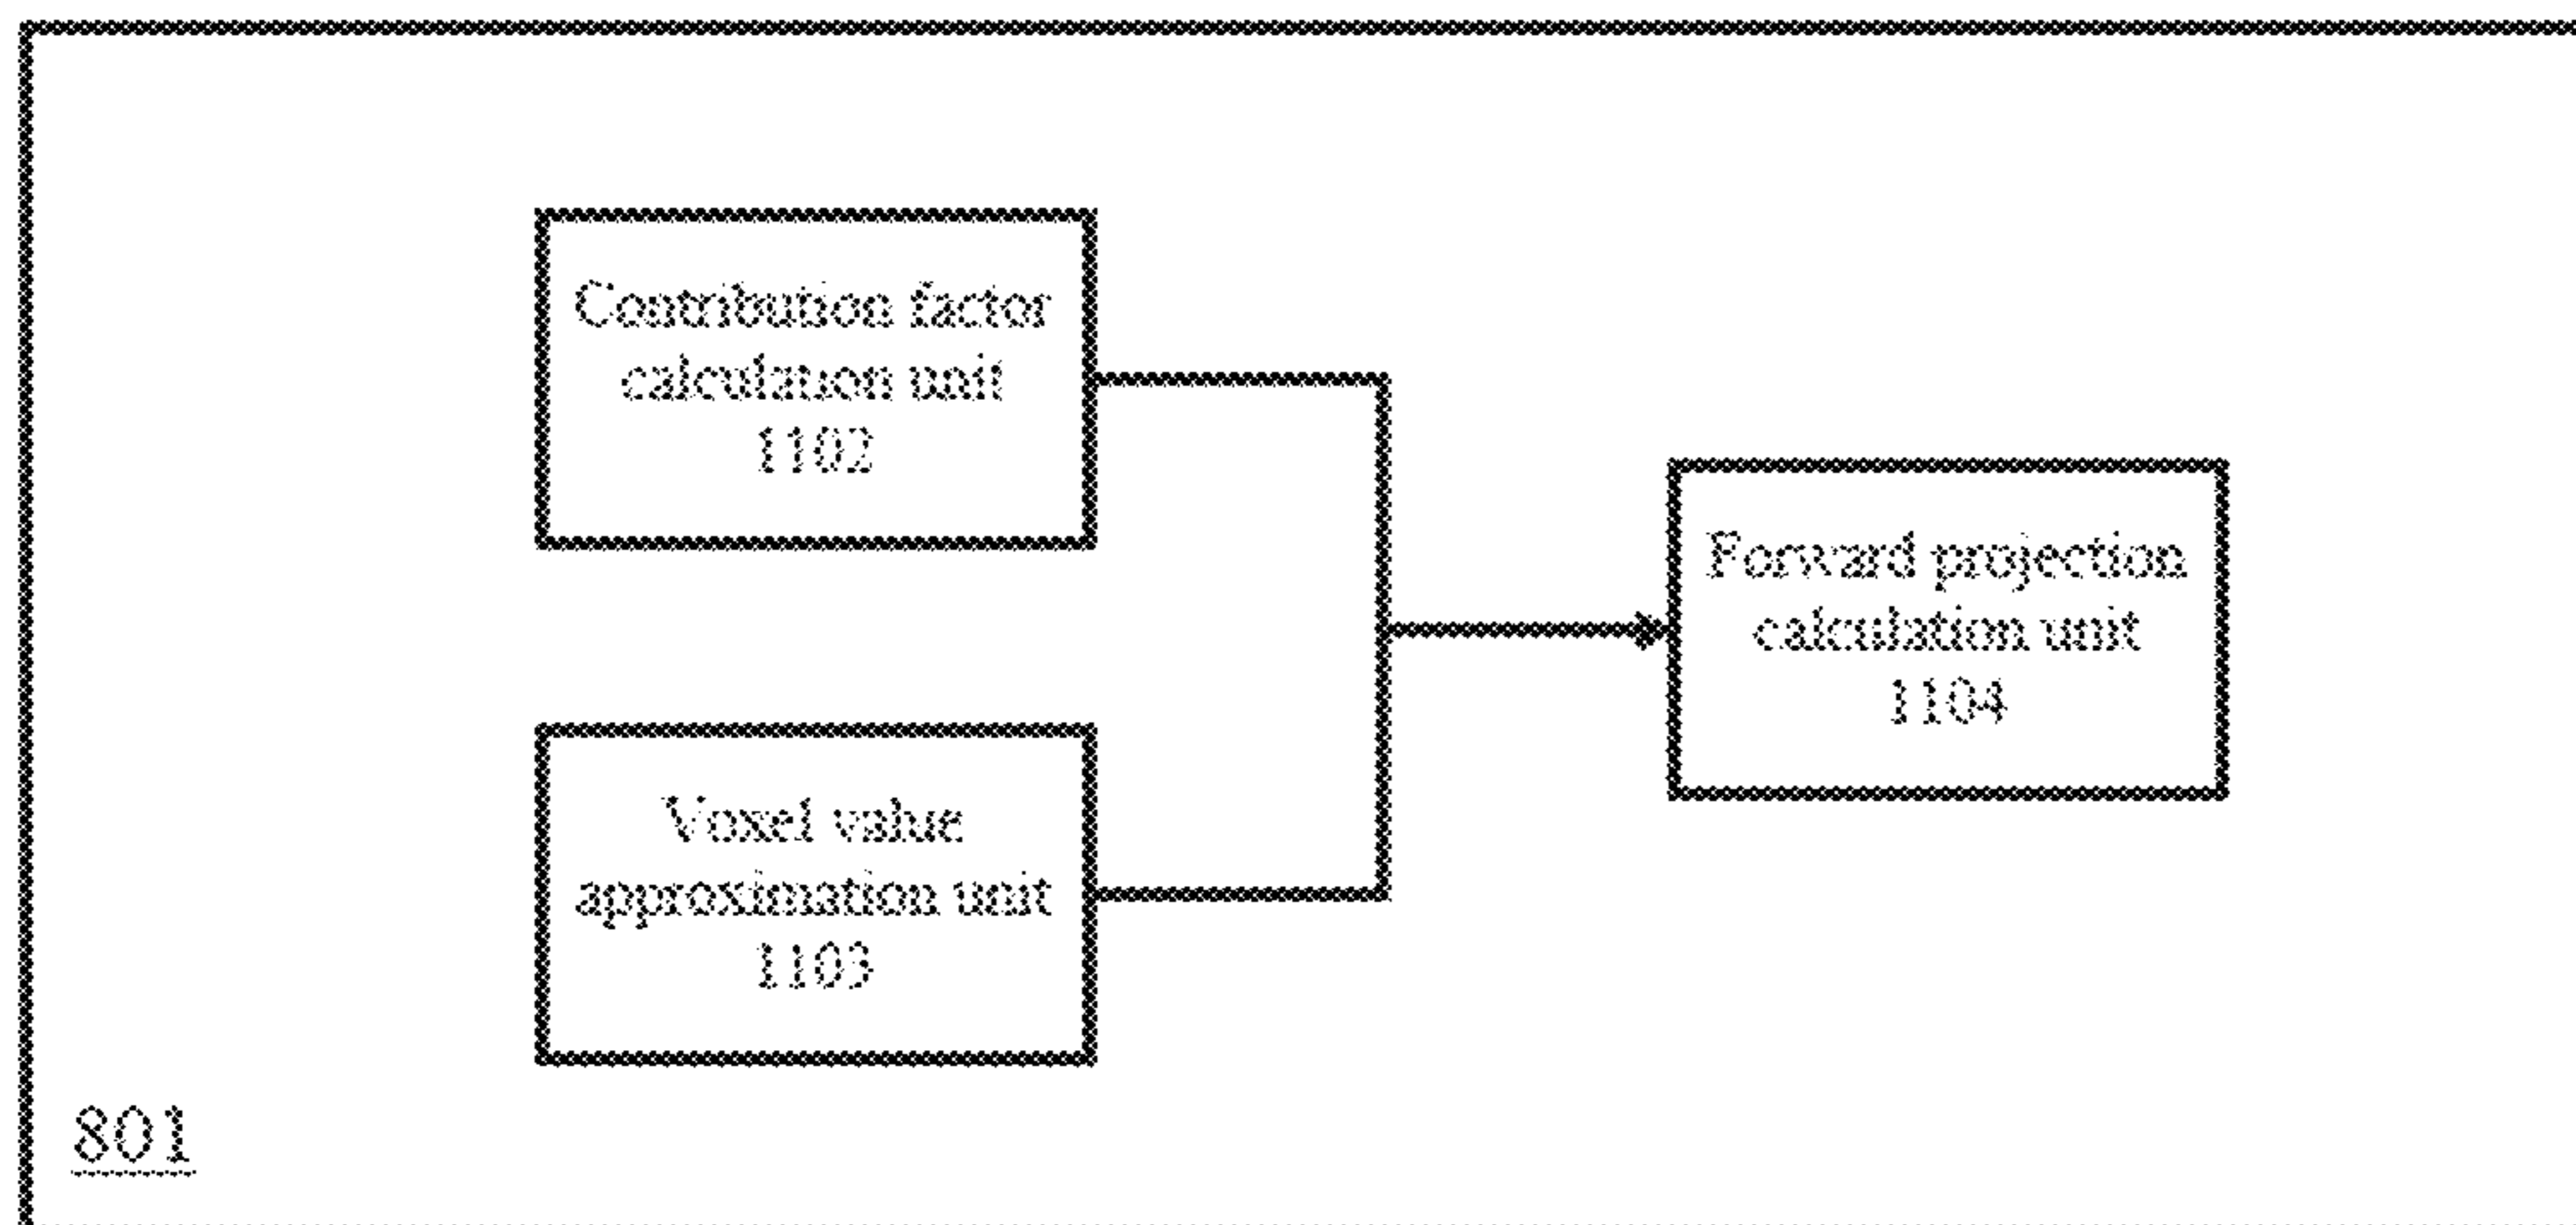 Contribution factor
calculation unit
1102
Voxel value
approximation unit
1103
Forward projection
calculation unit
1104
801